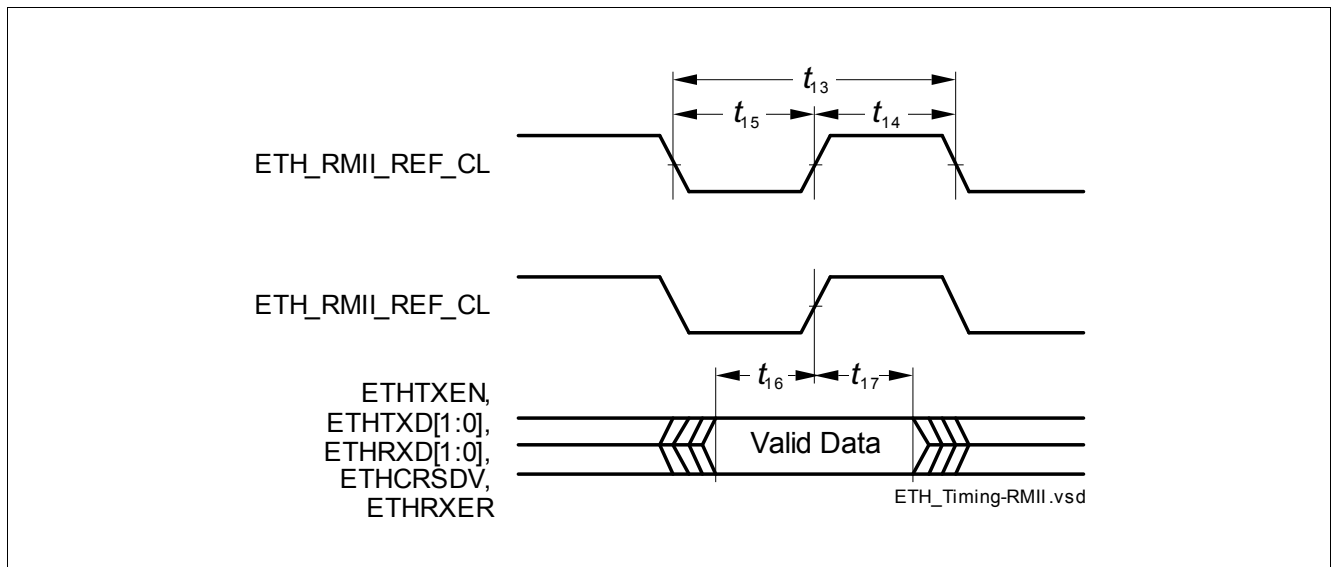 t13
t15 t14
ETH_RMII_REF_CL
ETH_RMII_REF_CL
t16 t17
ETHTXEN,
ETHTXD[1:0],
ETHRXD[1:0],
ETHCRSDV,
ETHRXER
Valid Data
ETH_Timing-RMII.vsd